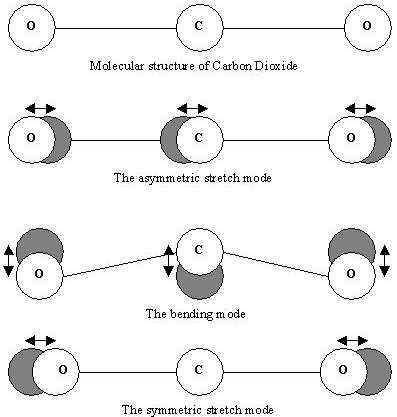 O C O
Molecular structure of Carbon Dioxide
O C O
The asymmetric stretch mode
C
O O
The bending mode
O C O
The symmetric stretch mode